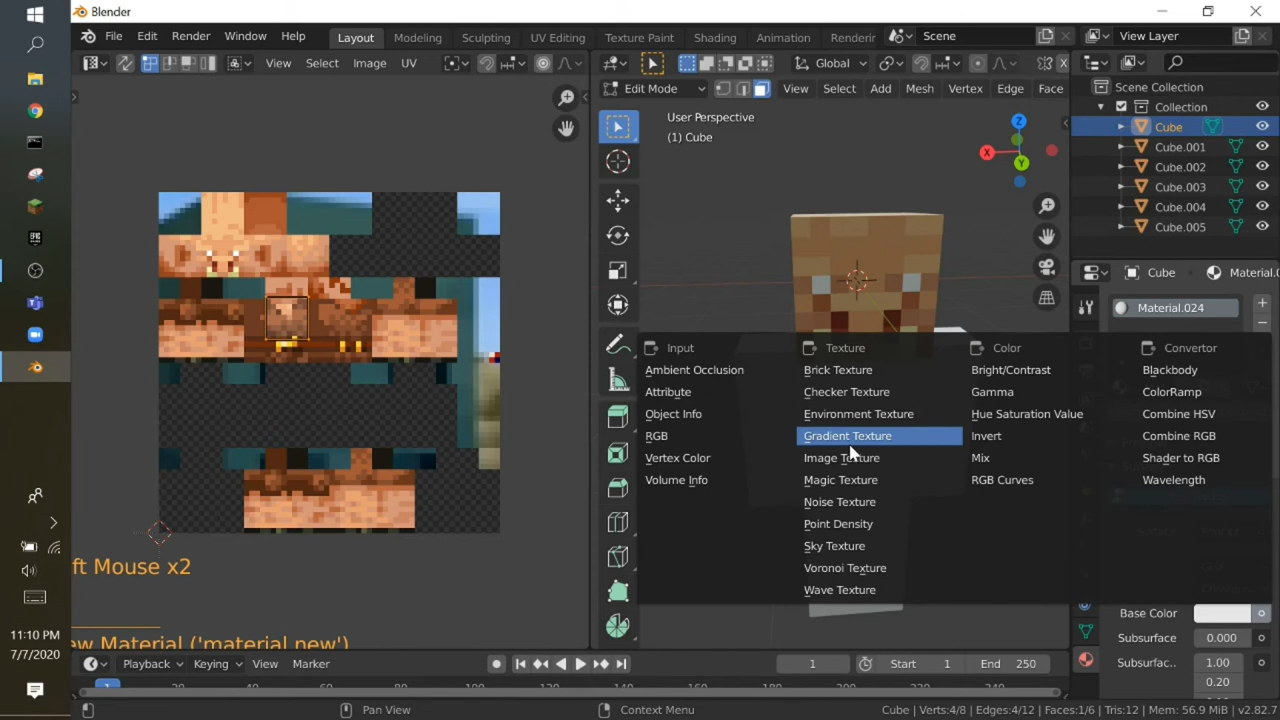 Blender
File Edit Render Window Help Layout Modeling Sculpting UV Editing Texture Paint Shading Animation Renderin Scene View Layer
View Select Image UV Global
Edit Mode View Select Add Mesh Vertex Edge Face
Scene Collection
Collection
Cube
Cube.001
Cube.002
Cube.003
Cube.004
Cube.005
User Perspective
(1) Cube
X
Y
Z
Cube Material.0
Material.024
Input Texture Color Convertor
Ambient Occlusion Brick Texture Bright/Contrast Blackbody
Attribute Checker Texture Gamma ColorRamp
Object Info Environment Texture Hue Saturation Value Combine HSV
RGB Gradient Texture Invert Combine RGB
Vertex Color Image Texture Mix Shader to RGB
Volume Info Magic Texture RGB Curves Wavelength
Noise Texture
Point Density
Sky Texture
Voronoi Texture
Wave Texture
ft Mouse x2
ew Material ('material.new')
Base Color
Subsurface 0.000
Subsurfac.. 1.00
0.20
11:10 PM
7/7/2020
Playback Keying View Marker 1 Start 1 End 250
Pan View Context Menu Cube | Verts:4/8 | Edges:4/12 | Faces:1/6 | Tris:12 | Mem: 56.9 MiB | v2.82.7